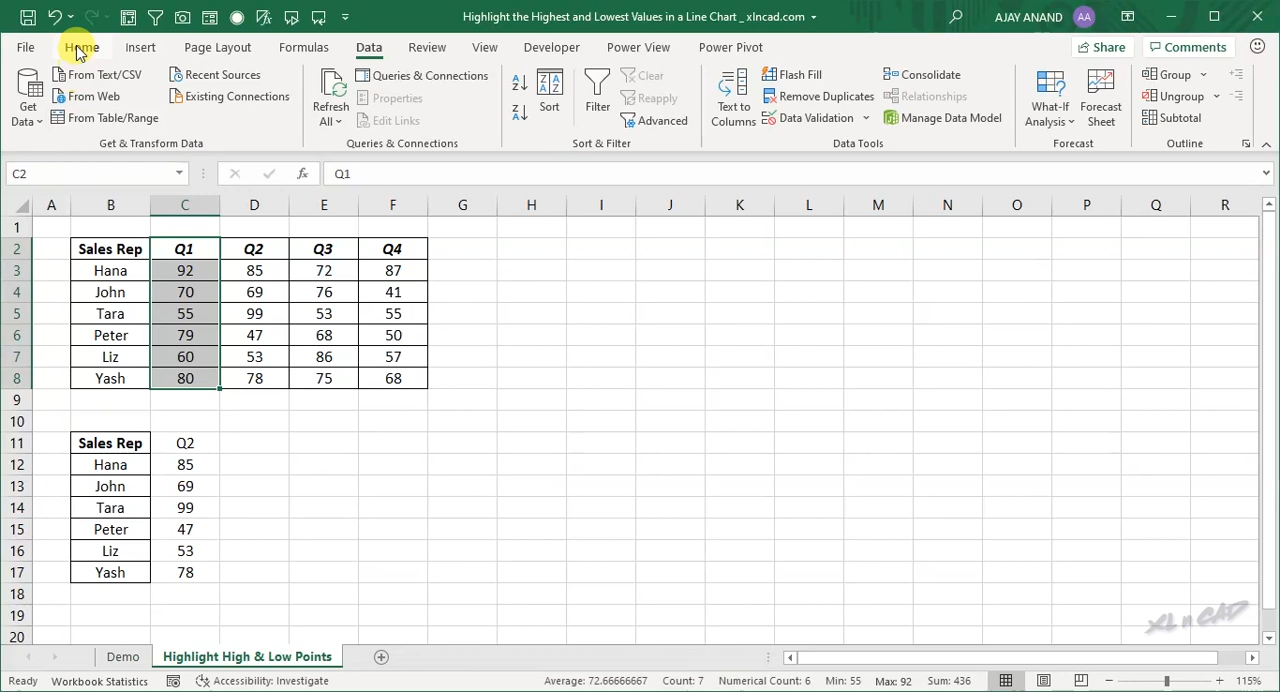 Highlight the Highest and Lowest Values in a Line Chart _ xlncad.com
AJAY ANAND AA
File Home Insert Page Layout Formulas Data Review View Developer Power View Power Pivot Share Comments
Get Data
From Text/CSV
From Web
From Table/Range
Recent Sources
Existing Connections
Get & Transform Data
Refresh All
Queries & Connections
Properties
Edit Links
Queries & Connections
Sort
Filter
Clear
Reapply
Advanced
Sort & Filter
Text to Columns
Flash Fill
Remove Duplicates
Data Validation
Consolidate
Relationships
Manage Data Model
Data Tools
What-If Analysis
Forecast Sheet
Forecast
Group
Ungroup
Subtotal
Outline
C2 fx Q1
A B C D E F G H I J K L M N O P Q R
1
2 Sales Rep Q1 Q2 Q3 Q4
3 Hana 92 85 72 87
4 John 70 69 76 41
5 Tara 55 99 53 55
6 Peter 79 47 68 50
7 Liz 60 53 86 57
8 Yash 80 78 75 68
9
10
11 Sales Rep Q2
12 Hana 85
13 John 69
14 Tara 99
15 Peter 47
16 Liz 53
17 Yash 78
18
19
20
XL n CAD
Demo Highlight High & Low Points
Ready Workbook Statistics Accessibility: Investigate Average: 72.66666667 Count: 7 Numerical Count: 6 Min: 55 Max: 92 Sum: 436 115%